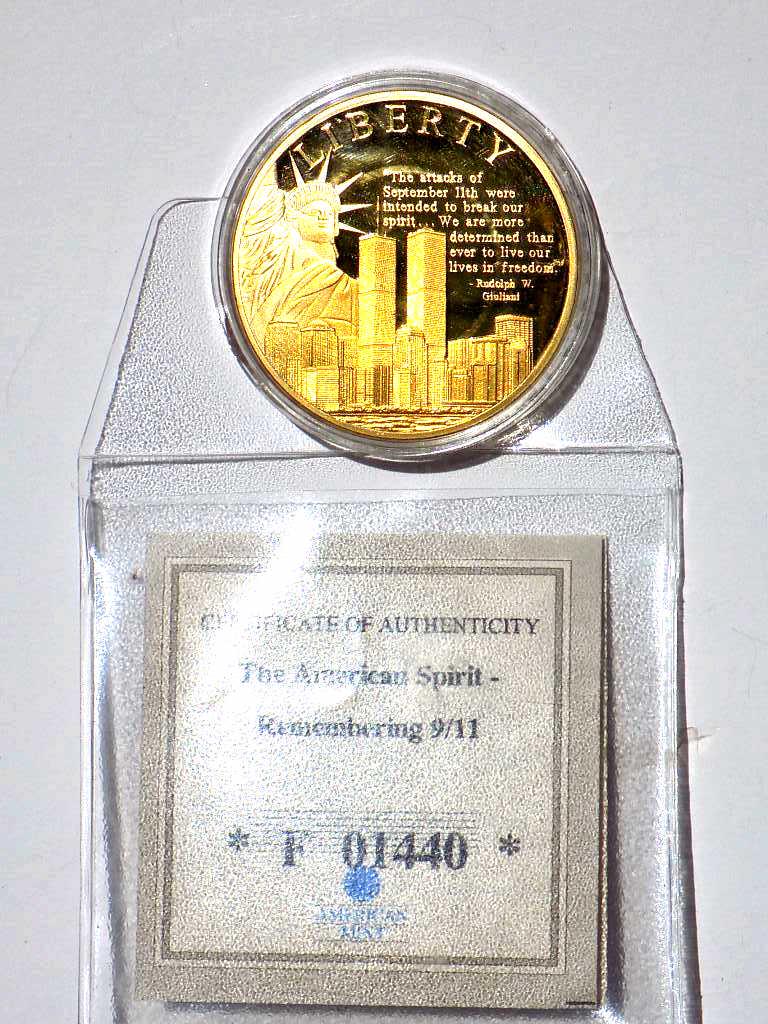 LIBERTY
"The attacks of
September 11th were
intended to break our
spirit... We are more
determined than
ever to live our
lives in freedom."
- Rudolph W.
Giuliani
CERTIFICATE OF AUTHENTICITY
The American Spirit -
Remembering 9/11
* F 01440 *
AMERICAN
MINT